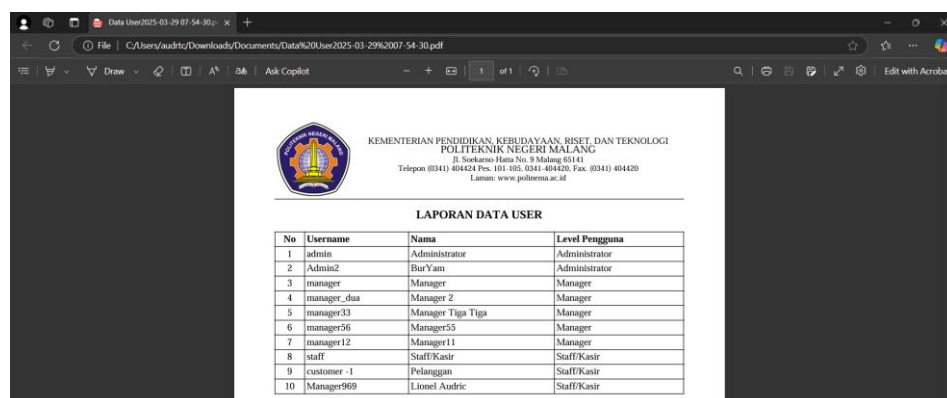 Data User2025-03-29 07-54-30.p
File | C:/Users/audrtc/Downloads/Documents/Data%20User2025-03-29%2007-54-30.pdf
Draw
Ask Copilot
1 of 1
Edit with Acroba
POLITEKNIK NEGERI MALANG
KEMENTERIAN PENDIDIKAN, KEBUDAYAAN, RISET, DAN TEKNOLOGI
POLITEKNIK NEGERI MALANG
Jl. Soekarno-Hatta No. 9 Malang 65141
Telepon (0341) 404424 Pes. 101-105, 0341-404420, Fax. (0341) 404420
Laman: www.polinema.ac.id
LAPORAN DATA USER
No Username Nama Level Pengguna
1 admin Administrator Administrator
2 Admin2 BurYam Administrator
3 manager Manager Manager
4 manager_dua Manager 2 Manager
5 manager33 Manager Tiga Tiga Manager
6 manager56 Manager55 Manager
7 manager12 Manager11 Manager
8 staff Staff/Kasir Staff/Kasir
9 customer -1 Pelanggan Staff/Kasir
10 Manager969 Lionel Audric Staff/Kasir